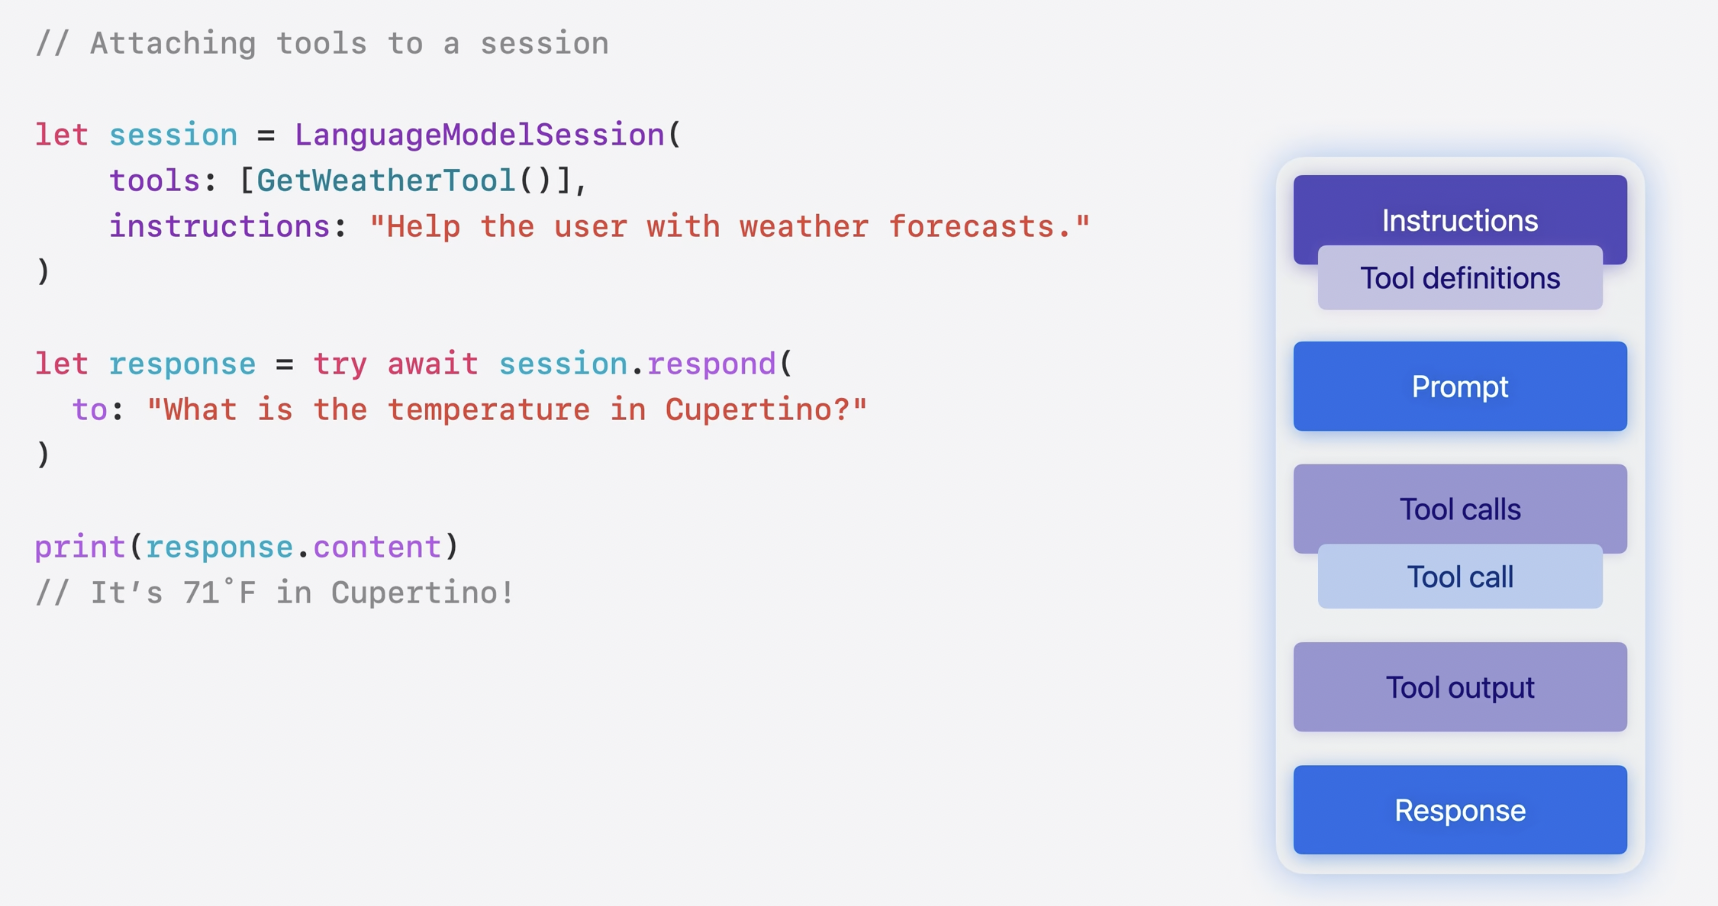 // Attaching tools to a session
let session = LanguageModelSession(
    tools: [GetWeatherTool()],
    instructions: "Help the user with weather forecasts."
)
let response = try await session.respond(
  to: "What is the temperature in Cupertino?"
)
print(response.content)
// It’s 71˚F in Cupertino!
Instructions
Tool definitions
Prompt
Tool calls
Tool call
Tool output
Response